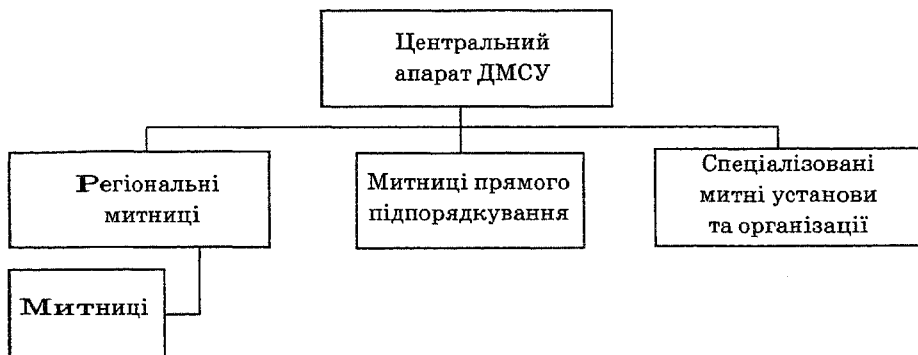 Центральний
апарат ДМСУ
Регіональні
митниці
Митниці прямого
підпорядкування
Спеціалізовані
митні установи
та організації
Митниці